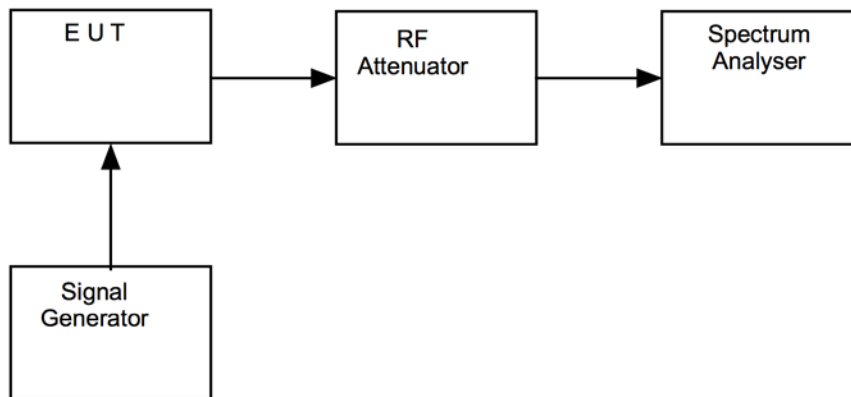 E U T
RF
Attenuator
Spectrum
Analyser
Signal
Generator